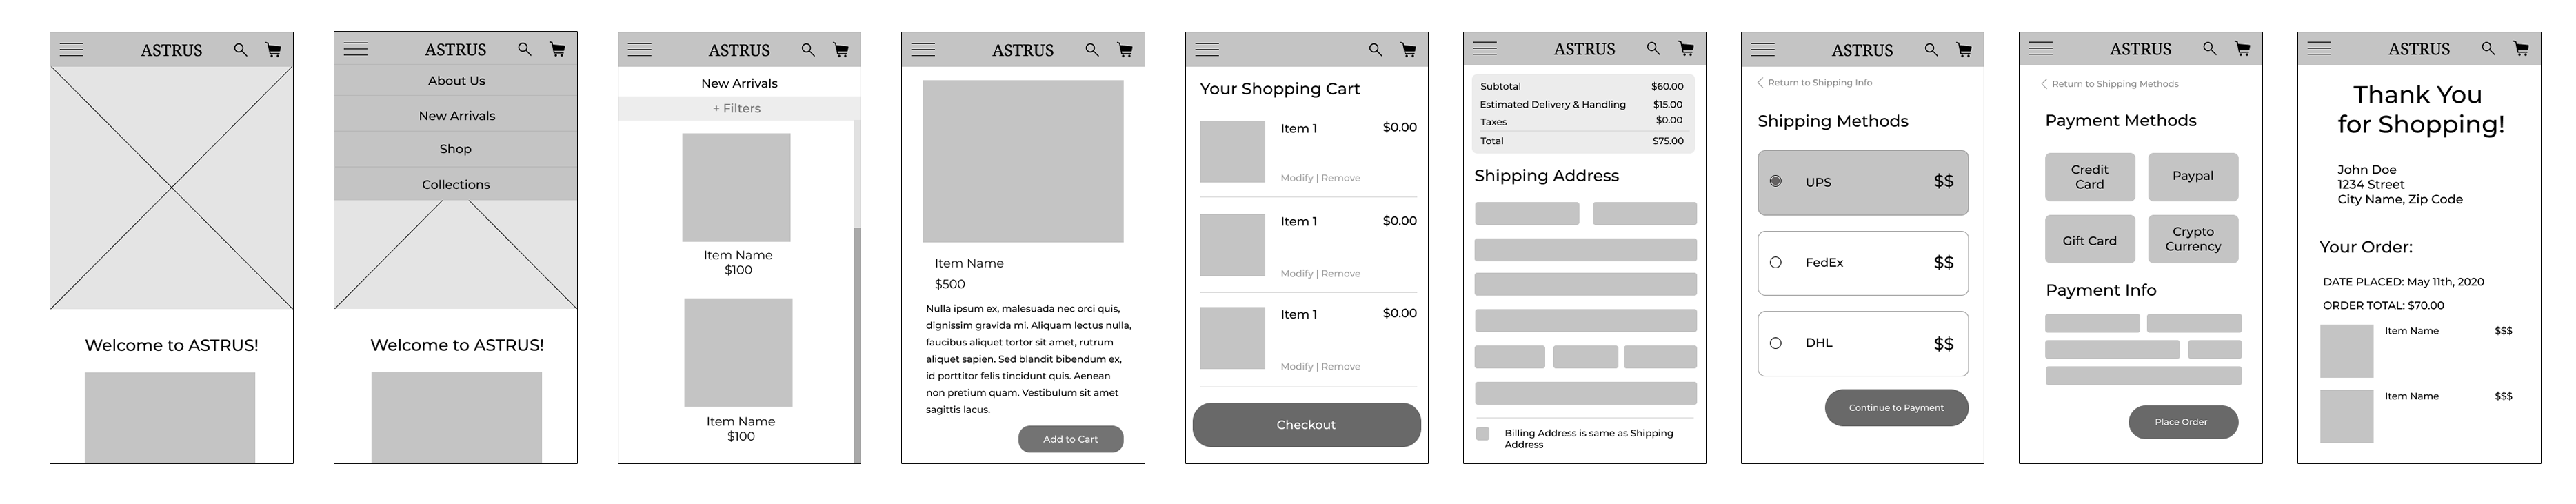 ASTRUS
Welcome to ASTRUS!
ASTRUS
About Us
New Arrivals
Shop
Collections
Welcome to ASTRUS!
ASTRUS
New Arrivals
+ Filters
Item Name
$100
Item Name
$100
ASTRUS
Item Name
$500
Nulla ipsum ex, malesuada nec orci quis,
dignissim gravida mi. Aliquam lectus nulla,
faucibus aliquet tortor sit amet, rutrum
aliquet sapien. Sed blandit bibendum ex,
id porttitor felis tincidunt quis. Aenean
non pretium quam. Vestibulum sit amet
sagittis lacus.
Add to Cart
Your Shopping Cart
Item 1 $0.00
Modify | Remove
Item 1 $0.00
Modify | Remove
Item 1 $0.00
Modify | Remove
Checkout
ASTRUS
Subtotal $60.00
Estimated Delivery & Handling $15.00
Taxes $0.00
Total $75.00
Shipping Address
Billing Address is same as Shipping
Address
ASTRUS
Return to Shipping Info
Shipping Methods
UPS $$
FedEx $$
DHL $$
Continue to Payment
ASTRUS
Return to Shipping Methods
Payment Methods
Credit
Card
Paypal
Gift Card
Crypto
Currency
Payment Info
Place Order
ASTRUS
Thank You
for Shopping!
John Doe
1234 Street
City Name, Zip Code
Your Order:
DATE PLACED: May 11th, 2020
ORDER TOTAL: $70.00
Item Name $$$
Item Name $$$